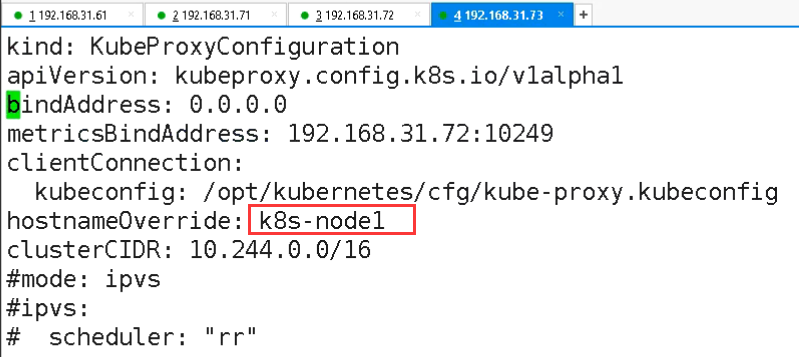 1 192.168.31.61 × 2 192.168.31.71 × 3 192.168.31.72 × 4 192.168.31.73 × +
kind: KubeProxyConfiguration
apiVersion: kubeproxy.config.k8s.io/v1alpha1
bindAddress: 0.0.0.0
metricsBindAddress: 192.168.31.72:10249
clientConnection:
  kubeconfig: /opt/kubernetes/cfg/kube-proxy.kubeconfig
hostnameOverride: k8s-node1
clusterCIDR: 10.244.0.0/16
#mode: ipvs
#ipvs:
#  scheduler: "rr"